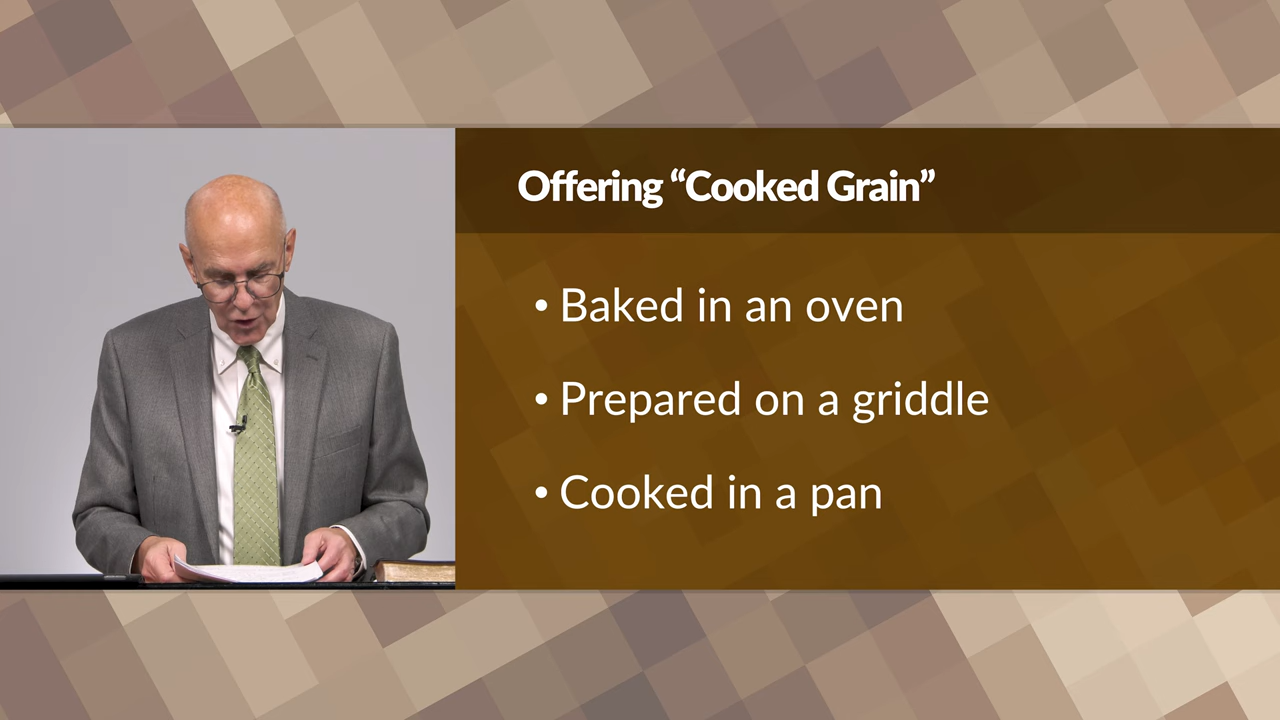 Offering “Cooked Grain”
• Baked in an oven
• Prepared on a griddle
• Cooked in a pan